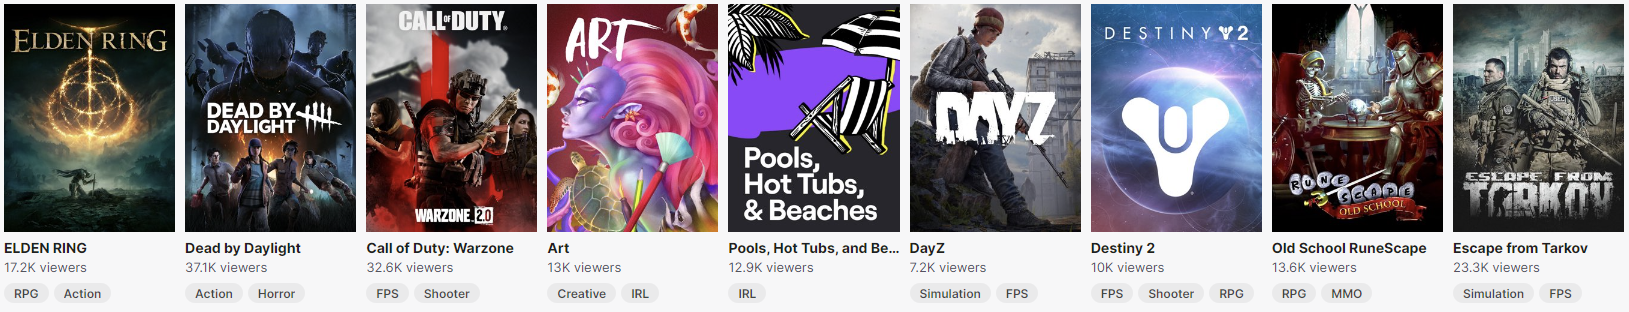 ELDEN RING
ELDEN RING
17.2K viewers
RPG Action
DEAD BY
DAYLIGHT
Dead by Daylight
37.1K viewers
Action Horror
CALL OF DUTY
WARZONE 2.0
Call of Duty: Warzone
32.6K viewers
FPS Shooter
ART
Art
13K viewers
Creative IRL
Pools,
Hot Tubs,
& Beaches
Pools, Hot Tubs, and Be...
12.9K viewers
IRL
DAYZ
DayZ
7.2K viewers
Simulation FPS
DESTINY 2
Destiny 2
10K viewers
FPS Shooter RPG
RUNE
SCAPE
OLD SCHOOL
Old School RuneScape
13.6K viewers
RPG MMO
ESCAPE FROM
TARKOV
Escape from Tarkov
23.3K viewers
Simulation FPS